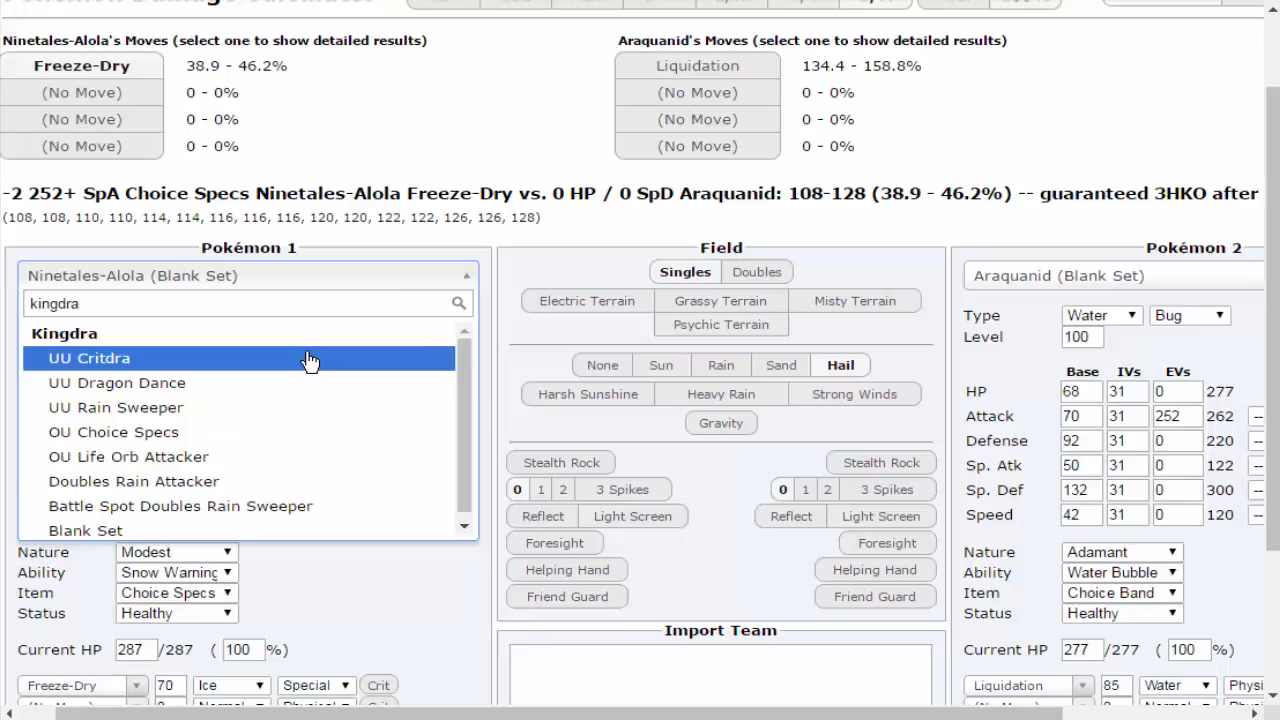 Ninetales-Alola's Moves (select one to show detailed results)
Freeze-Dry 38.9 - 46.2%
(No Move) 0 - 0%
(No Move) 0 - 0%
(No Move) 0 - 0%
Araquanid's Moves (select one to show detailed results)
Liquidation 134.4 - 158.8%
(No Move) 0 - 0%
(No Move) 0 - 0%
(No Move) 0 - 0%
-2 252+ SpA Choice Specs Ninetales-Alola Freeze-Dry vs. 0 HP / 0 SpD Araquanid: 108-128 (38.9 - 46.2%) -- guaranteed 3HKO after
(108, 108, 110, 110, 114, 114, 116, 116, 116, 120, 120, 122, 122, 126, 126, 128)
Pokémon 1
Ninetales-Alola (Blank Set)
kingdra
Kingdra
UU Critdra
UU Dragon Dance
UU Rain Sweeper
OU Choice Specs
OU Life Orb Attacker
Doubles Rain Attacker
Battle Spot Doubles Rain Sweeper
Blank Set
Nature Modest
Ability Snow Warning
Item Choice Specs
Status Healthy
Current HP 287 /287 ( 100 %)
Freeze-Dry 70 Ice Special Crit
Field
Singles Doubles
Electric Terrain Grassy Terrain Misty Terrain
Psychic Terrain
None Sun Rain Sand Hail
Harsh Sunshine Heavy Rain Strong Winds
Gravity
Stealth Rock Stealth Rock
0 1 2 3 Spikes 0 1 2 3 Spikes
Reflect Light Screen Reflect Light Screen
Foresight Foresight
Helping Hand Helping Hand
Friend Guard Friend Guard
Import Team
Pokémon 2
Araquanid (Blank Set)
Type Water Bug
Level 100
Base IVs EVs
HP 68 31 0 277
Attack 70 31 252 262 --
Defense 92 31 0 220 --
Sp. Atk 50 31 0 122 --
Sp. Def 132 31 0 300 --
Speed 42 31 0 120 --
Nature Adamant
Ability Water Bubble
Item Choice Band
Status Healthy
Current HP 277 /277 ( 100 %)
Liquidation 85 Water Physi